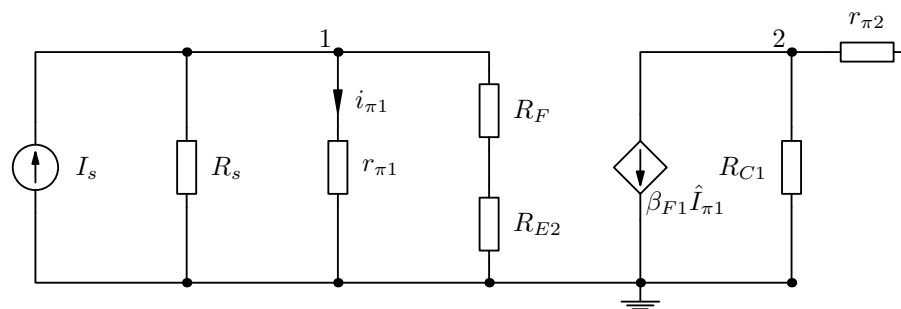 1
2
r_{π2}
i_{π1}
R_F
I_s
R_s
r_{π1}
R_{C1}
β_{F1} Î_{π1}
R_{E2}